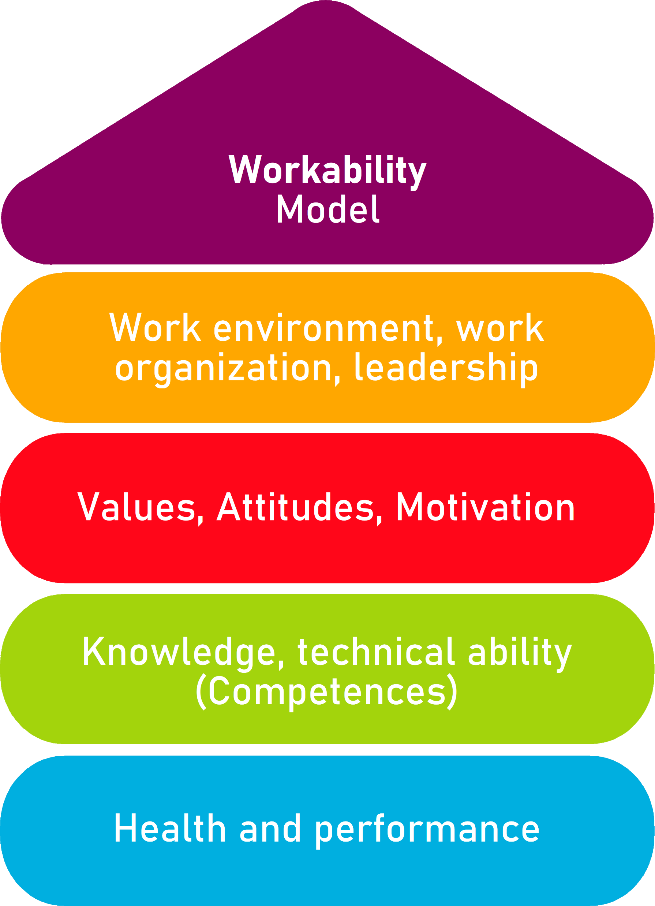 Workability
Model
Work environment, work
organization, leadership
Values, Attitudes, Motivation
Knowledge, technical ability
(Competences)
Health and performance